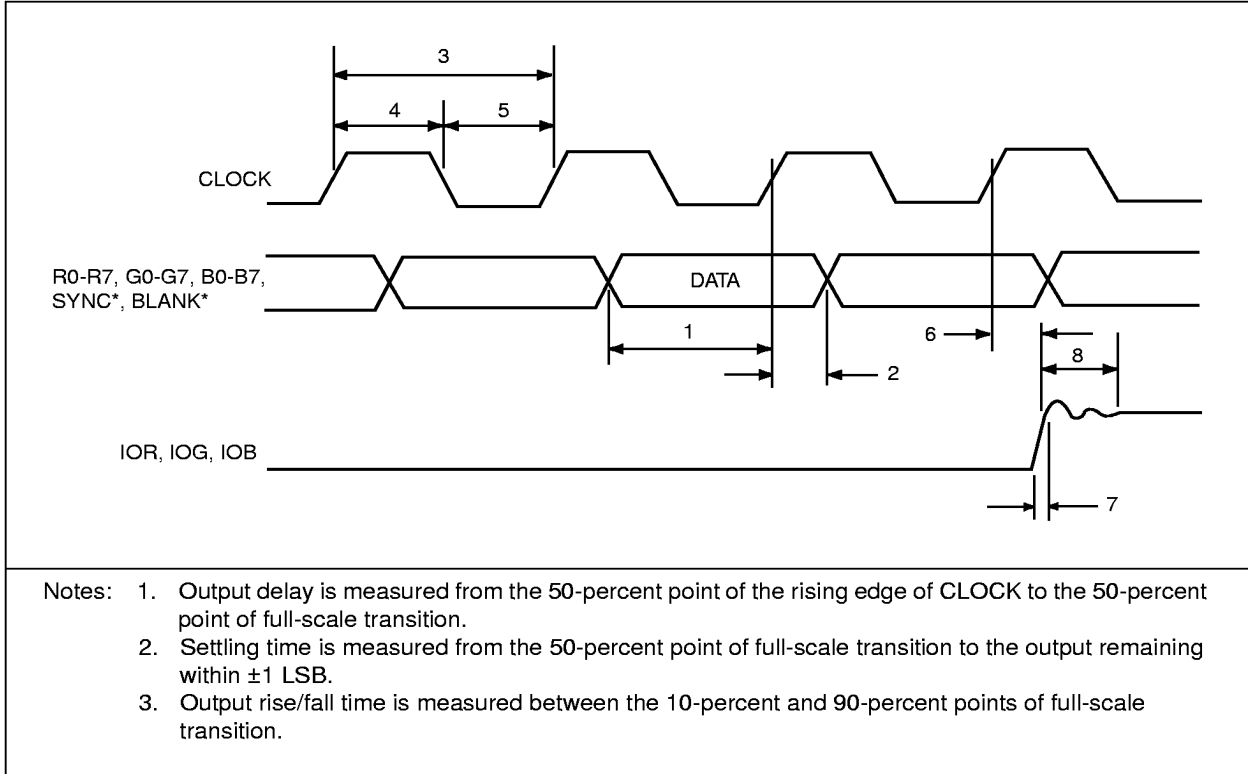 3
4 5
CLOCK
R0-R7, G0-G7, B0-B7,
SYNC*, BLANK*
DATA
1
6
8
2
IOR, IOG, IOB
7
Notes: 1. Output delay is measured from the 50-percent point of the rising edge of CLOCK to the 50-percent
point of full-scale transition.
2. Settling time is measured from the 50-percent point of full-scale transition to the output remaining
within ±1 LSB.
3. Output rise/fall time is measured between the 10-percent and 90-percent points of full-scale
transition.